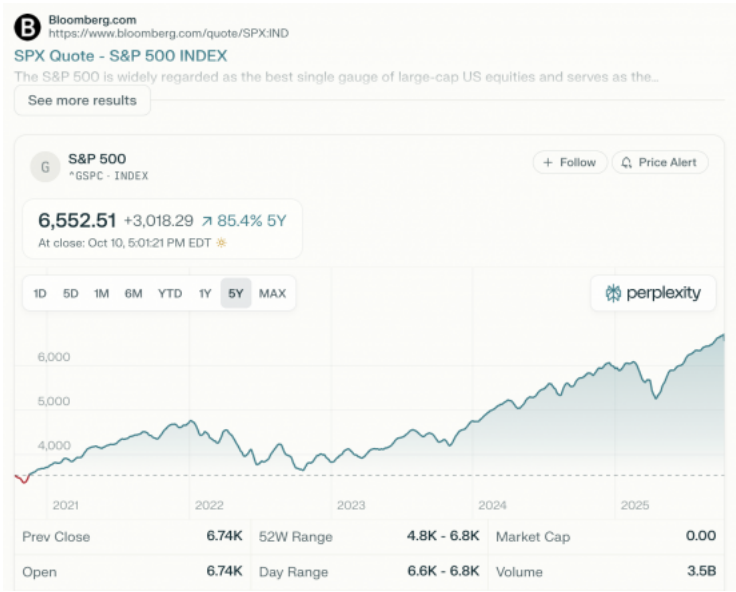 B
Bloomberg.com
https://www.bloomberg.com/quote/SPX:IND
SPX Quote - S&P 500 INDEX
The S&P 500 is widely regarded as the best single gauge of large-cap US equities and serves as the…
See more results
G
S&P 500
^GSPC · INDEX
+ Follow
Price Alert
6,552.51 +3,018.29 ↗ 85.4% 5Y
At close: Oct 10, 5:01:21 PM EDT
1D 5D 1M 6M YTD 1Y 5Y MAX
perplexity
6,000
5,000
4,000
2021 2022 2023 2024 2025
Prev Close 6.74K 52W Range 4.8K - 6.8K Market Cap 0.00
Open 6.74K Day Range 6.6K - 6.8K Volume 3.5B